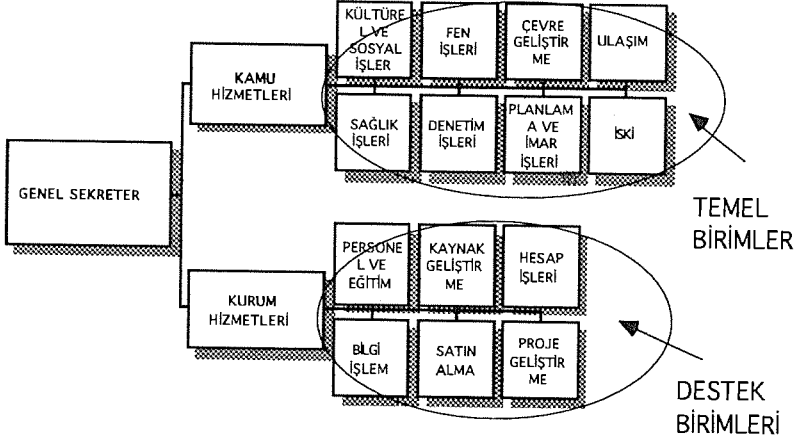 KÜLTÜRE
L VE
SOSYAL
İŞLER
FEN
İŞLERİ
ÇEVRE
GELİŞTİR
ME
ULAŞIM
KAMU
HİZMETLERİ
SAĞLIK
İŞLERİ
DENETİM
İŞLERİ
PLANLAM
A VE
İMAR
İŞLERİ
İSKİ
GENEL SEKRETER
TEMEL
BİRİMLER
PERSONE
L VE
EĞİTİM
KAYNAK
GELİŞTİR
ME
HESAP
İŞLERİ
KURUM
HİZMETLERİ
BİLGİ
İŞLEM
SATIN
ALMA
PROJE
GELİŞTİR
ME
DESTEK
BİRİMLERİ